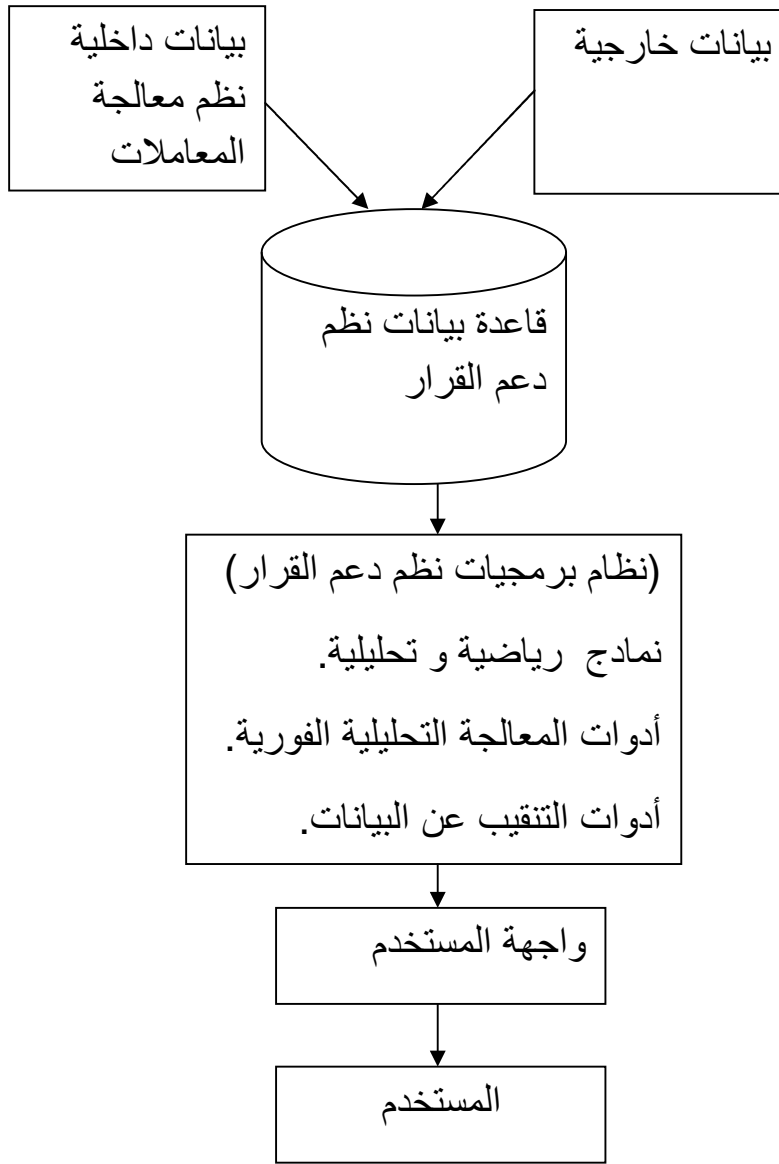 بيانات خارجية
بيانات داخلية
نظم معالجة
المعاملات
قاعدة بيانات نظم
دعم القرار
(نظام برمجيات نظم دعم القرار)
نمادج رياضية و تحليلية.
أدوات المعالجة التحليلية الفورية.
أدوات التنقيب عن البيانات.
واجهة المستخدم
المستخدم